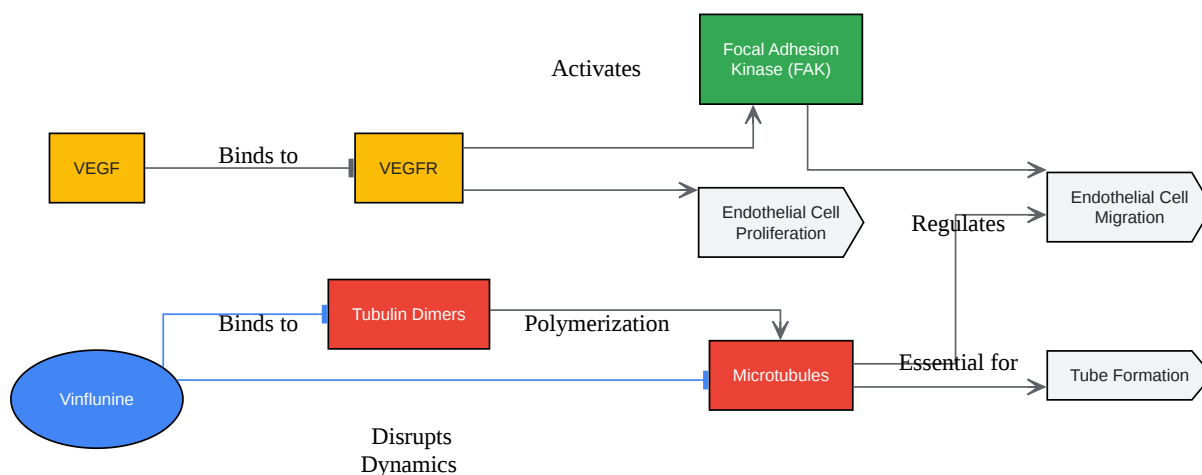 Focal Adhesion
Kinase (FAK)
Activates
VEGF
Binds to
VEGFR
Endothelial Cell
Proliferation
Endothelial Cell
Migration
Regulates
Tubulin Dimers
Binds to
Polymerization
Vinflunine
Microtubules
Essential for
Tube Formation
Disrupts
Dynamics